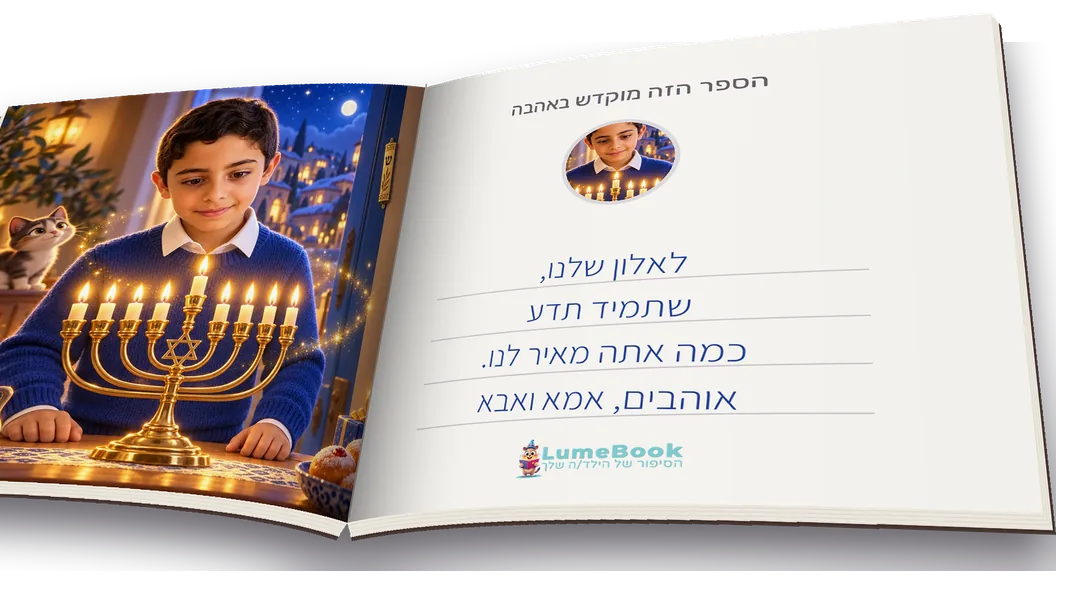 הספר הזה מוקדש באהבה
לאלון שלנו,
שתמיד תדע
כמה אתה מאיר לנו.
אוהבים, אמא ואבא
LumeBook
הסיפור של הילד/ה שלך
ש